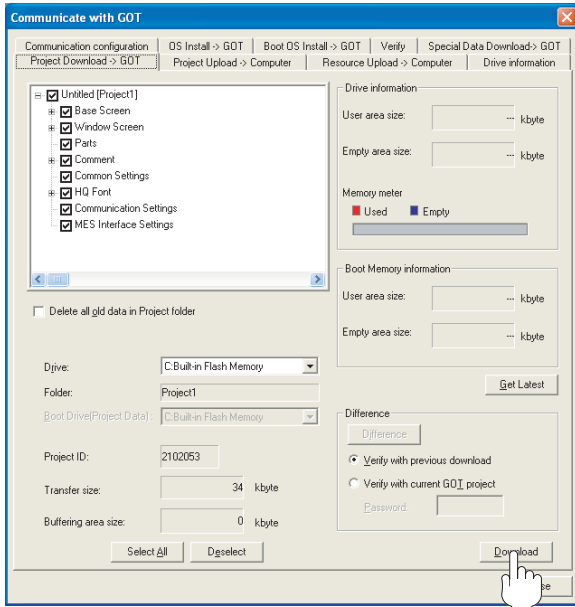 Communicate with GOT
Communication configuration OS Install -> GOT Boot OS Install -> GOT Verify Special Data Download-> GOT
Project Download -> GOT Project Upload -> Computer Resource Upload -> Computer Drive information
Untitled [Project1]
Base Screen
Window Screen
Parts
Comment
Common Settings
HQ Font
Communication Settings
MES Interface Settings
Delete all old data in Project folder
Drive: C:Built-in Flash Memory
Folder: Project1
Boot Drive(Project Data) : C:Built-in Flash Memory
Project ID: 2102053
Transfer size: 34 kbyte
Buffering area size: 0 kbyte
Select All Deselect
Drive information
User area size: --- kbyte
Empty area size: --- kbyte
Memory meter
Used Empty
Boot Memory information
User area size: --- kbyte
Empty area size: --- kbyte
Get Latest
Difference
Difference
Verify with previous download
Verify with current GOT project
Password:
Download